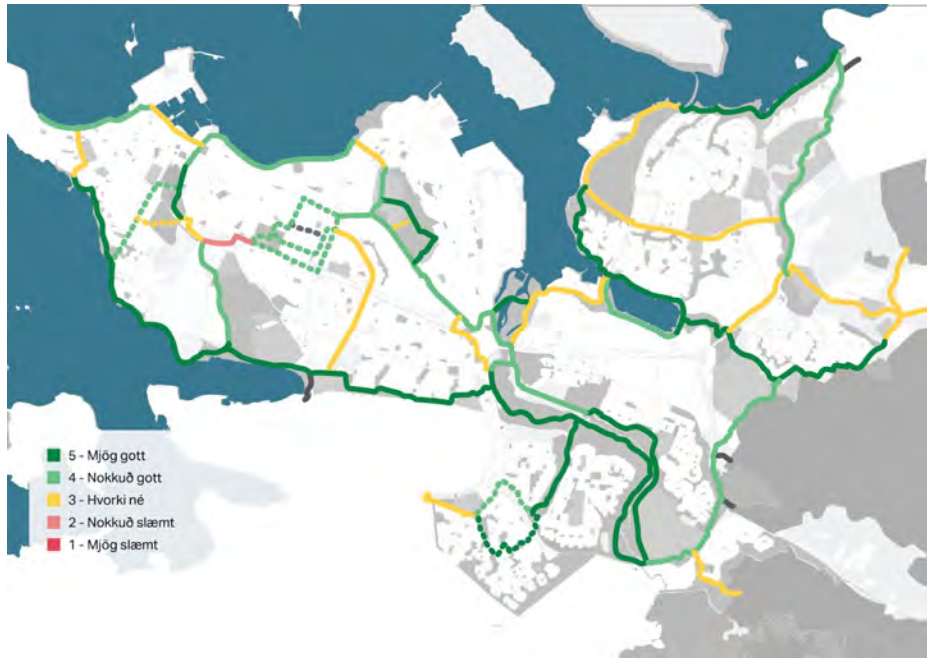 5 - Mjög gott
4 - Nokkuð gott
3 - Hvorki né
2 - Nokkuð slæmt
1 - Mjög slæmt